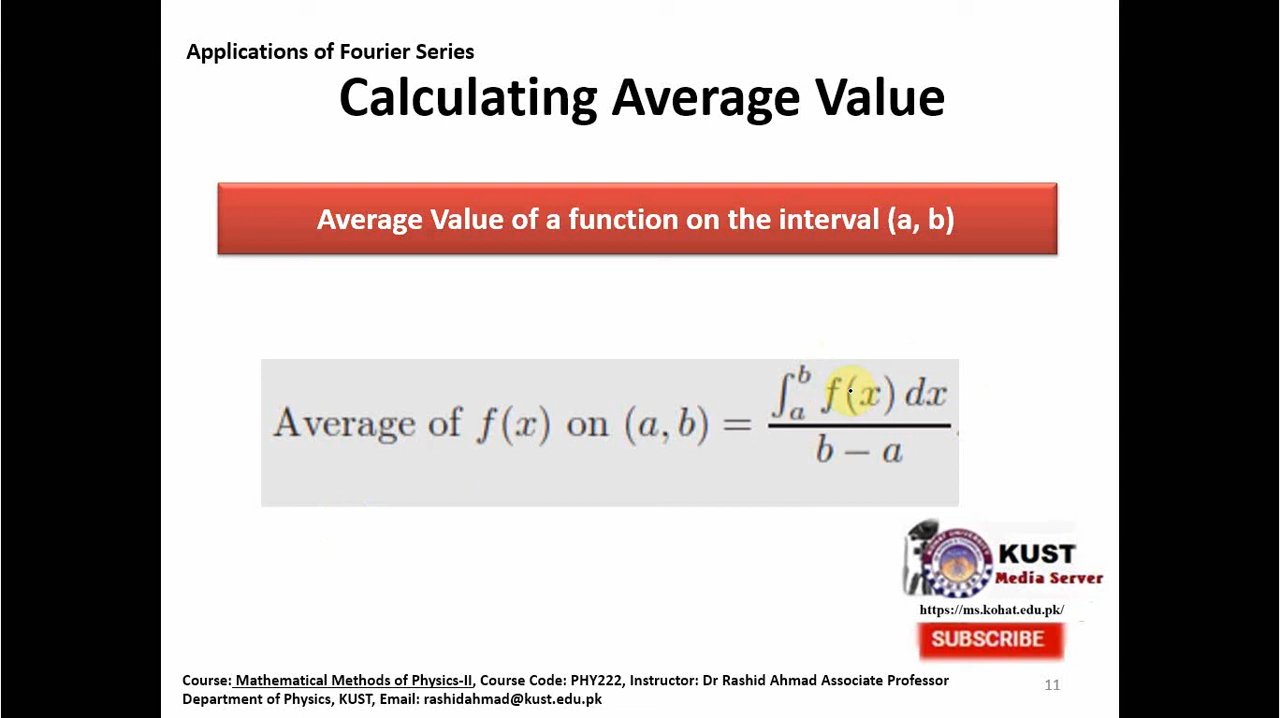 Applications of Fourier Series
Calculating Average Value
Average Value of a function on the interval (a, b)
Average of f(x) on (a, b) = \frac{\int_a^b f(x) dx}{b − a}.
KUST
Media Server
https://ms.kohat.edu.pk/
SUBSCRIBE
Course: Mathematical Methods of Physics-II, Course Code: PHY222, Instructor: Dr Rashid Ahmad Associate Professor
Department of Physics, KUST, Email: rashidahmad@kust.edu.pk
11